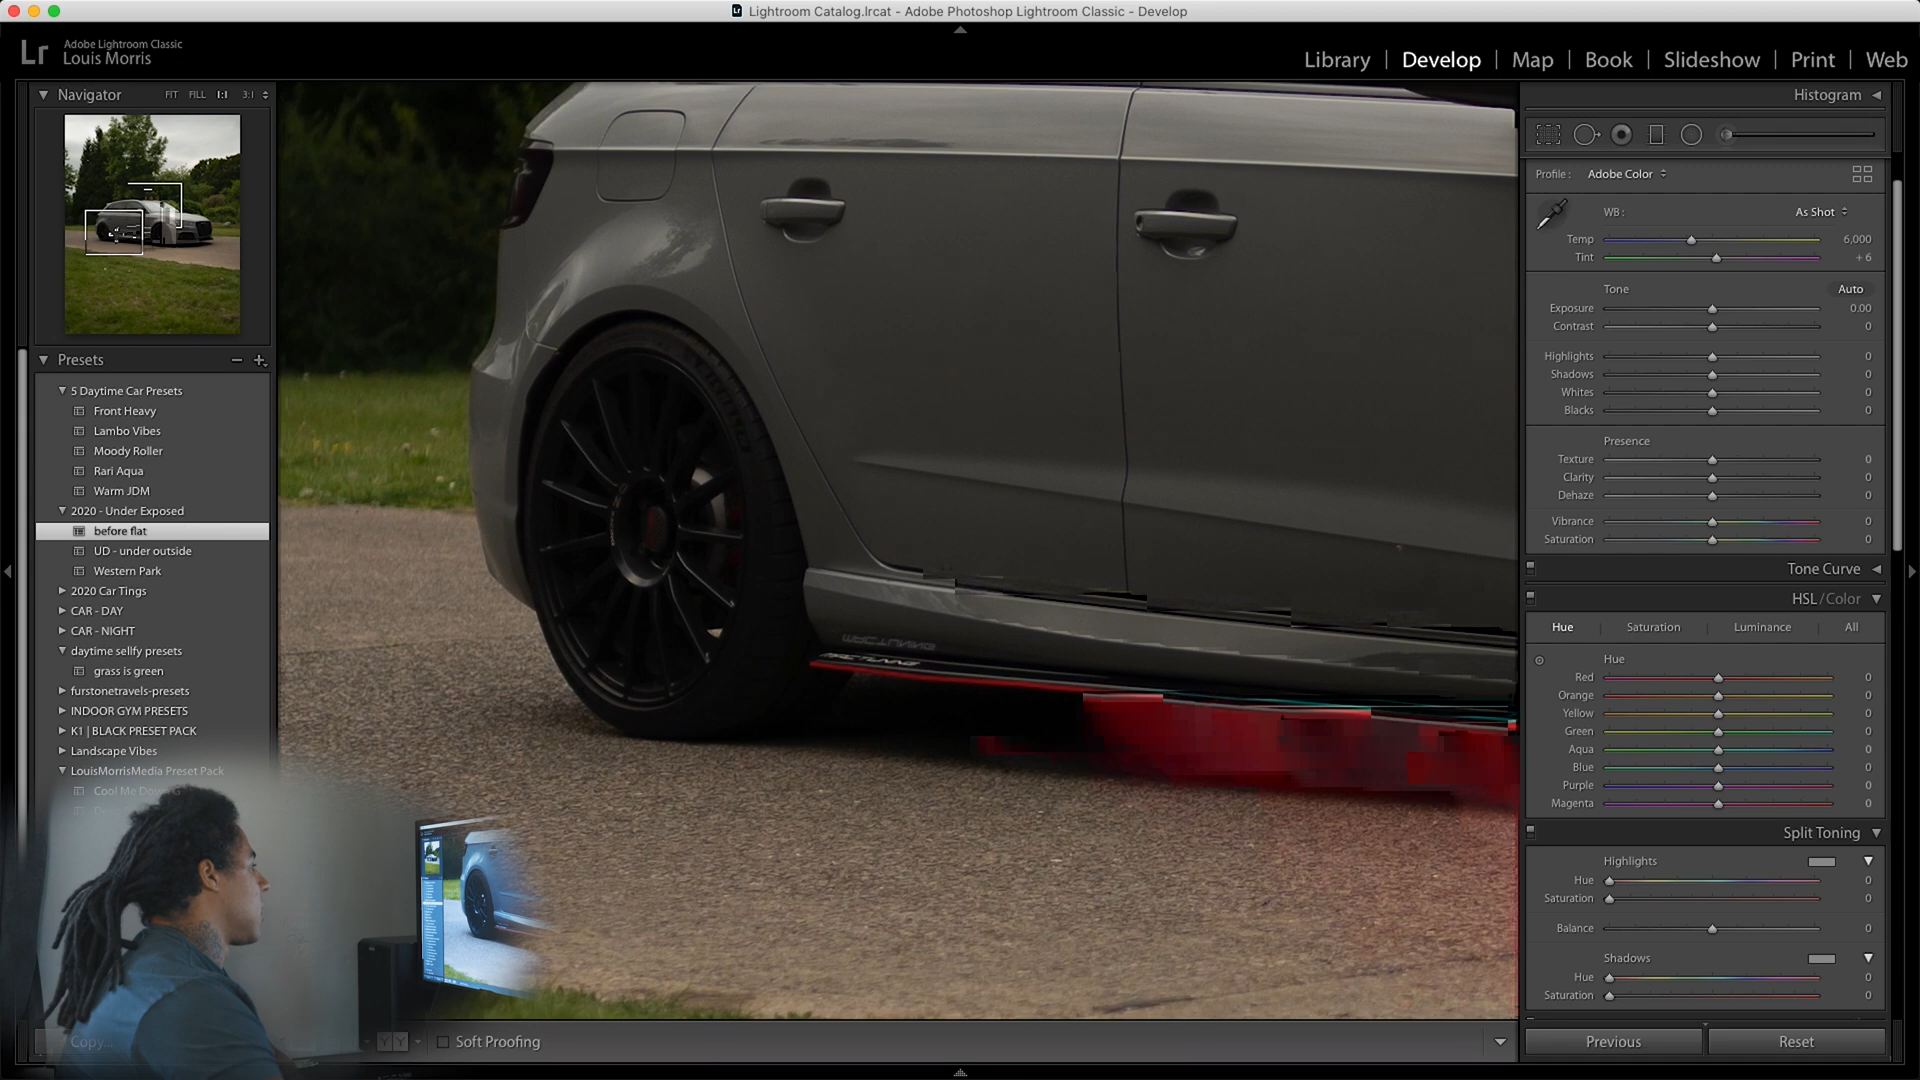 Lightroom Catalog.lrcat - Adobe Photoshop Lightroom Classic - Develop
Lr
Adobe Lightroom Classic
Louis Morris
Library | Develop | Map | Book | Slideshow | Print | Web
Navigator FIT FILL 1:1 3:1
Presets
5 Daytime Car Presets
Front Heavy
Lambo Vibes
Moody Roller
Rari Aqua
Warm JDM
2020 - Under Exposed
before flat
UD - under outside
Western Park
2020 Car Tings
CAR - DAY
CAR - NIGHT
daytime sellfy presets
grass is green
furstonetravels-presets
INDOOR GYM PRESETS
K1 | BLACK PRESET PACK
Landscape Vibes
LouisMorrisMedia Preset Pack
Cool Me Down G
Copy...
Y Y
Soft Proofing
Histogram
Profile : Adobe Color
WB : As Shot
Temp 6,000
Tint + 6
Tone Auto
Exposure 0.00
Contrast 0
Highlights 0
Shadows 0
Whites 0
Blacks 0
Presence
Texture 0
Clarity 0
Dehaze 0
Vibrance 0
Saturation 0
Tone Curve
HSL / Color
Hue Saturation Luminance All
Hue
Red 0
Orange 0
Yellow 0
Green 0
Aqua 0
Blue 0
Purple 0
Magenta 0
Split Toning
Highlights
Hue 0
Saturation 0
Balance 0
Shadows
Hue 0
Saturation 0
Previous Reset